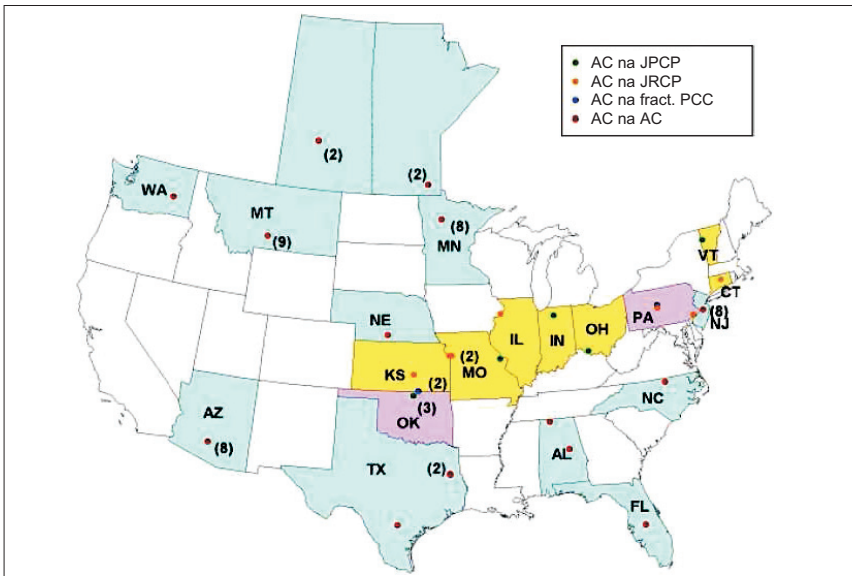 AC na JPCP
AC na JRCP
AC na fract. PCC
AC na AC
(2)
(2)
WA
MT
(9)
(8)
MN
VT
CT
NE
IL
IN
OH
PA
(8)
NJ
KS
(2)
MO
(2)
(3)
OK
NC
AZ
(8)
TX
(2)
AL
FL